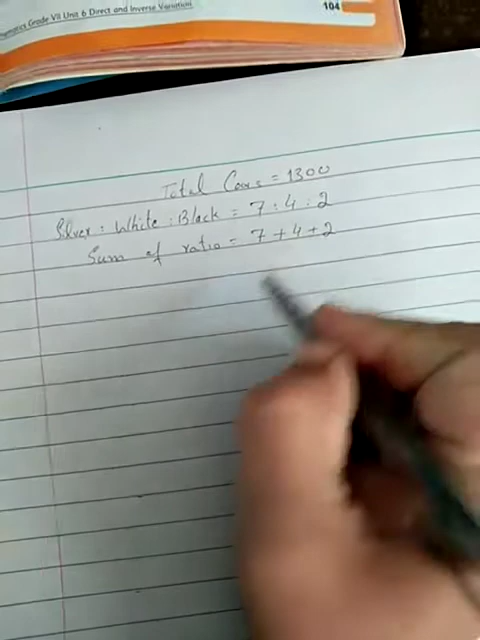 Mathematics Grade VII Unit 6 Direct and Inverse Variation
104
Total Cars = 1300
Silver : White : Black = 7 : 4 : 2
Sum of ratio = 7 + 4 + 2